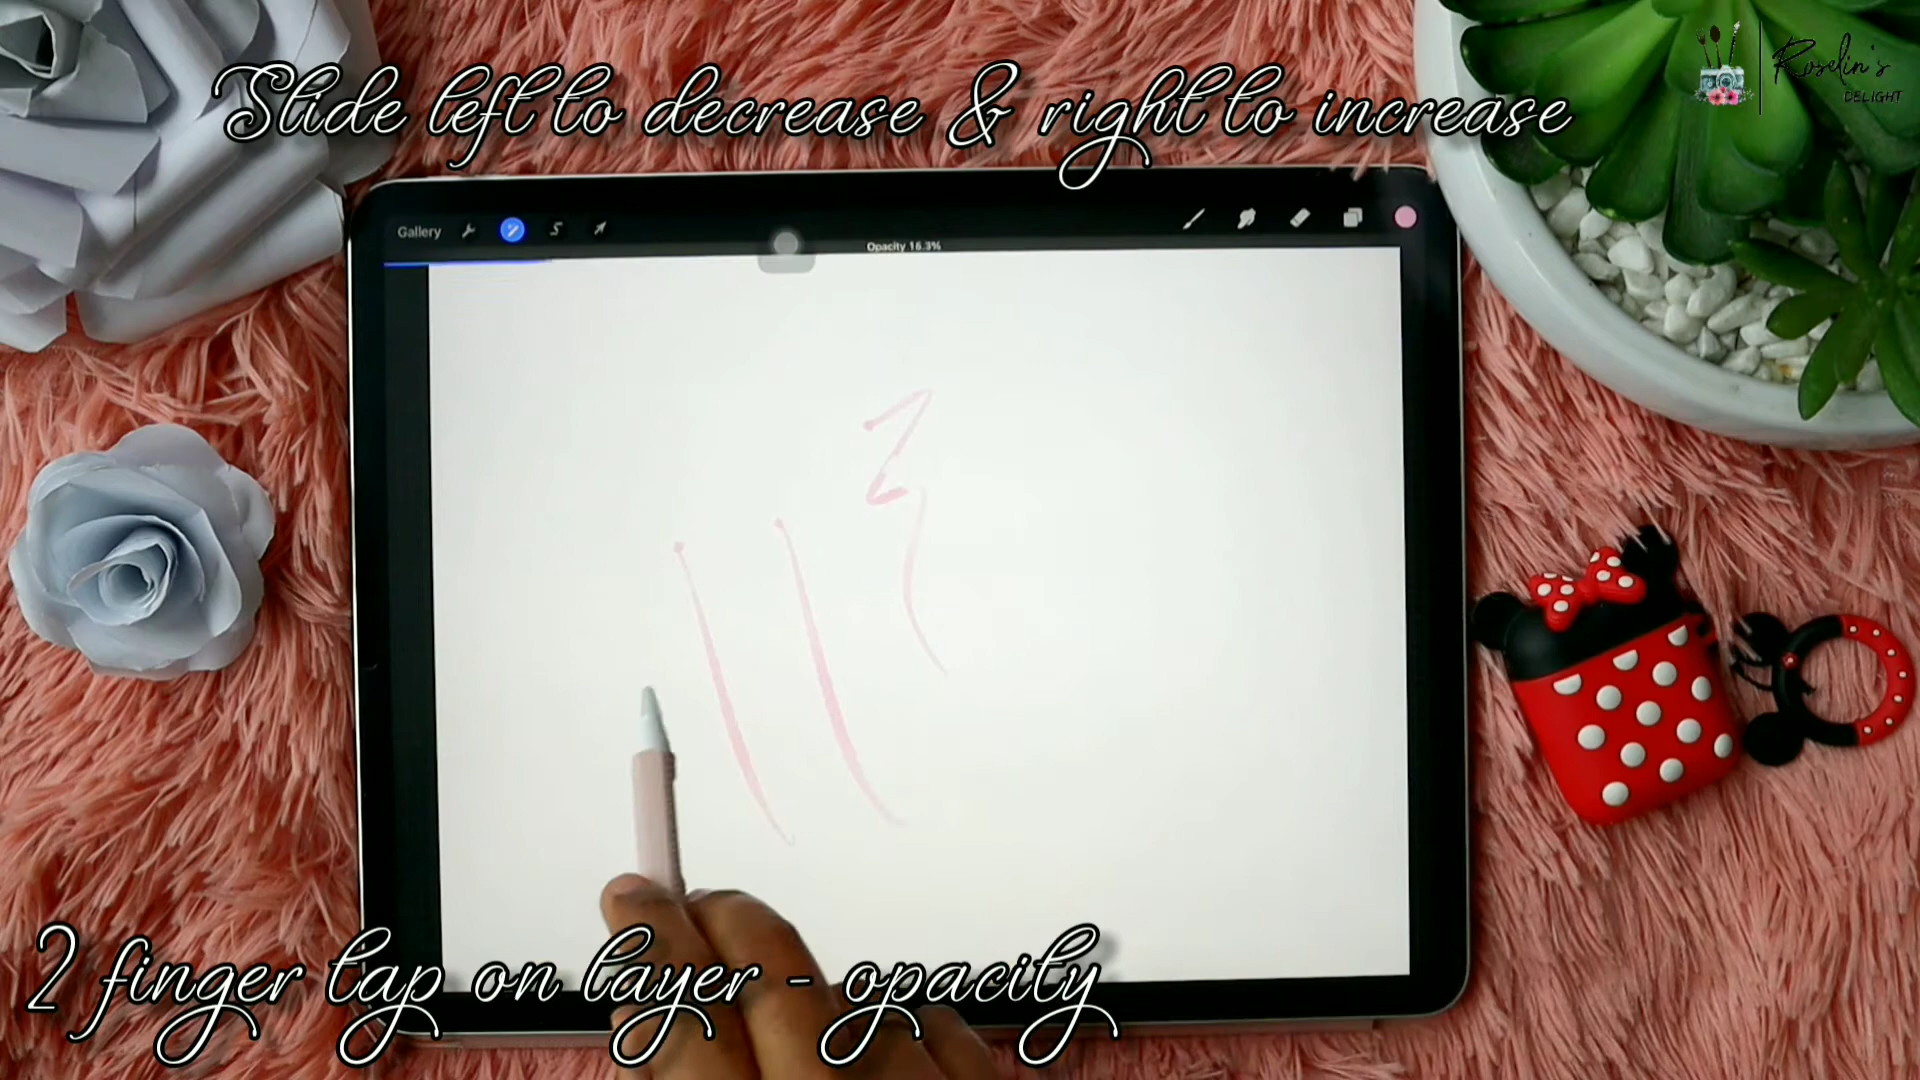 Slide left to decrease & right to increase
Roselin's
DELIGHT
Gallery
Opacity 16.3%
2 finger tap on layer - opacity